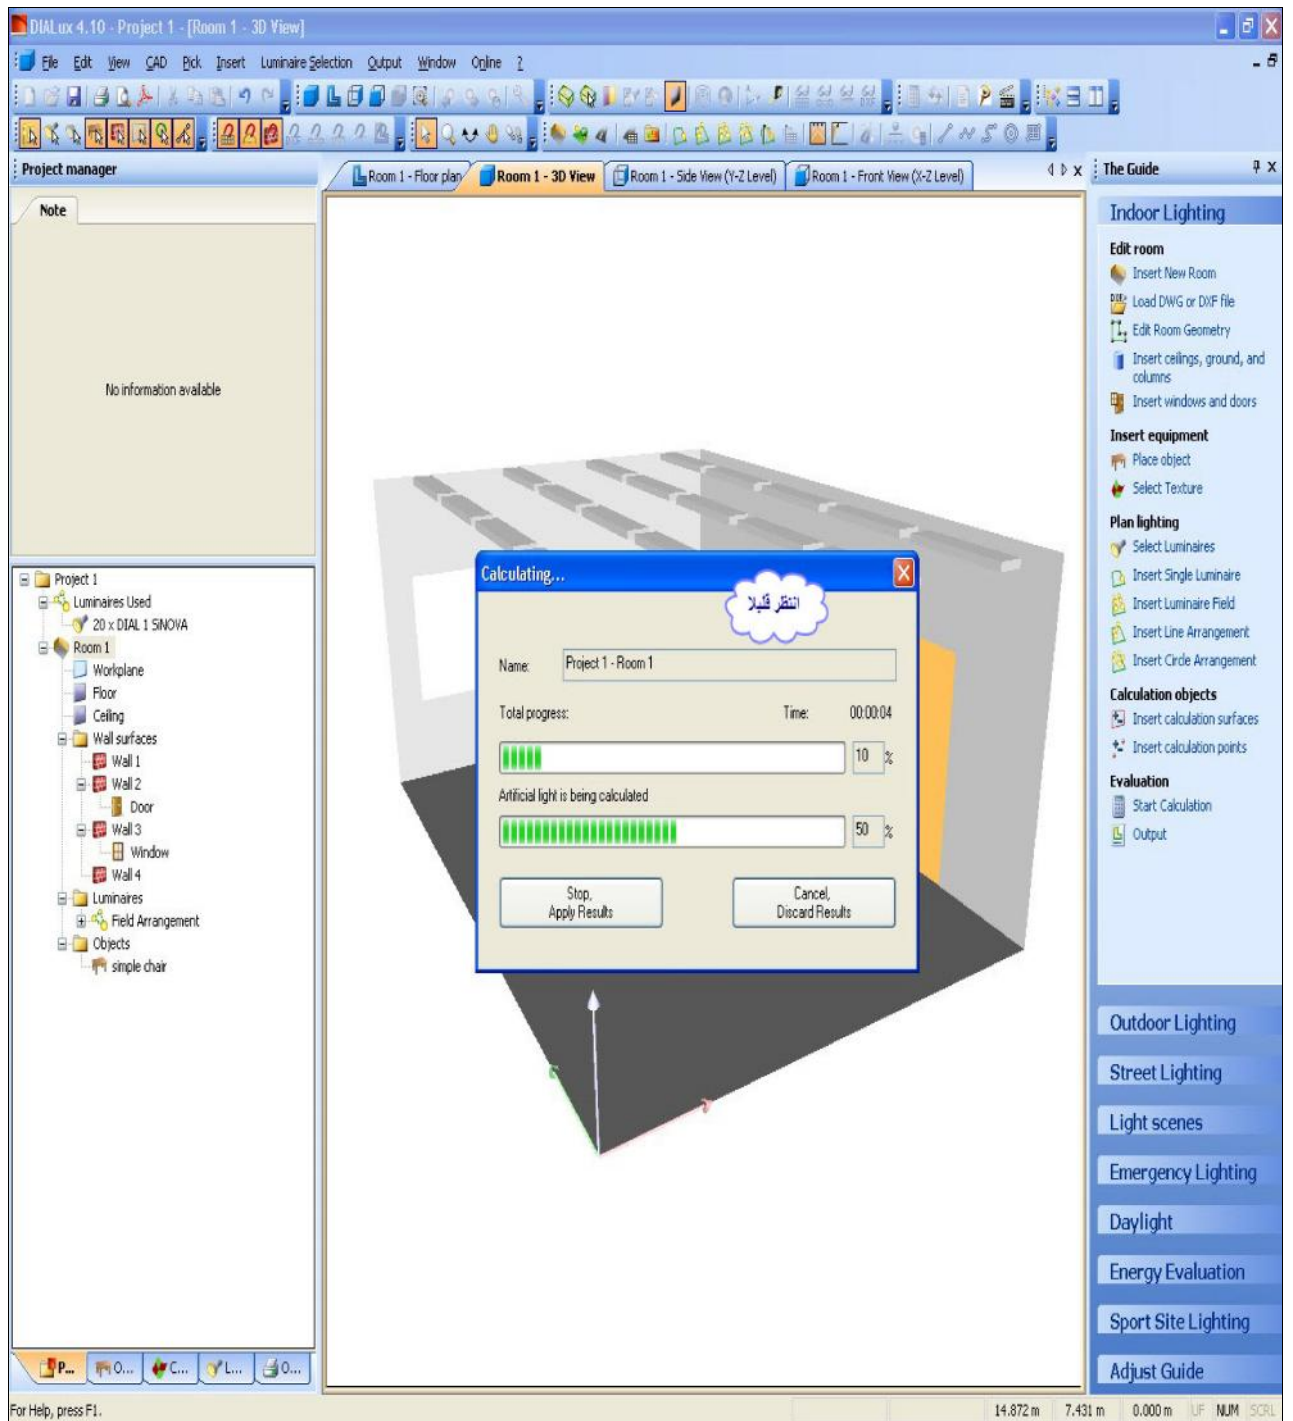 DIALux 4.10 - Project 1 - [Room 1 - 3D View]
File Edit View CAD Pick Insert Luminaire Selection Output Window Online ?
Project manager
Note
No information available
Project 1
Luminaires Used
20 x DIAL 1 SiNOVA
Room 1
Workplane
Floor
Ceiling
Wall surfaces
Wall 1
Wall 2
Door
Wall 3
Window
Wall 4
Luminaires
Field Arrangement
Objects
simple chair
P... O... C... L... O...
Room 1 - Floor plan Room 1 - 3D View Room 1 - Side View (Y-Z Level) Room 1 - Front View (X-Z Level)
Calculating...
انتظر قليلا
Name: Project 1 - Room 1
Total progress: Time: 00:00:04
10 %
Artificial light is being calculated
50 %
Stop, Apply Results
Cancel, Discard Results
The Guide
Indoor Lighting
Edit room
Insert New Room
Load DWG or DXF file
Edit Room Geometry
Insert ceilings, ground, and
columns
Insert windows and doors
Insert equipment
Place object
Select Texture
Plan lighting
Select Luminaires
Insert Single Luminaire
Insert Luminaire Field
Insert Line Arrangement
Insert Circle Arrangement
Calculation objects
Insert calculation surfaces
Insert calculation points
Evaluation
Start Calculation
Output
Outdoor Lighting
Street Lighting
Light scenes
Emergency Lighting
Daylight
Energy Evaluation
Sport Site Lighting
Adjust Guide
For Help, press F1. 14.872 m 7.431 m 0.000 m UF NUM SCRL